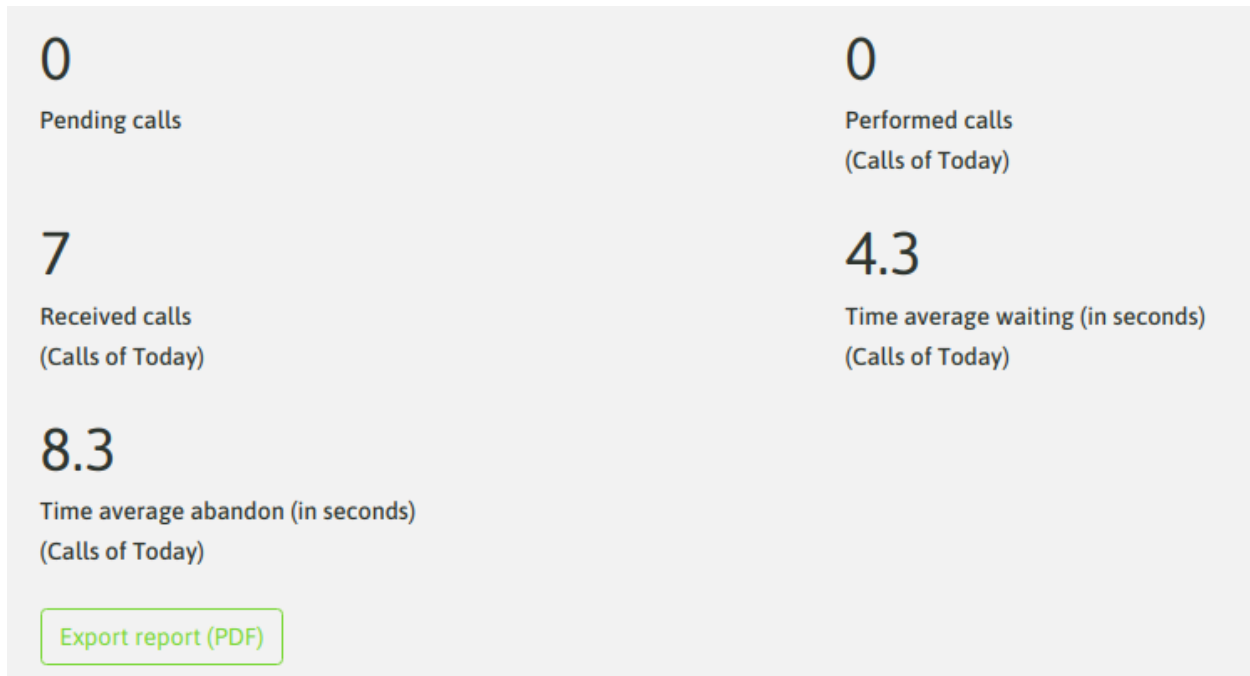 0
Pending calls
0
Performed calls
(Calls of Today)
7
Received calls
(Calls of Today)
4.3
Time average waiting (in seconds)
(Calls of Today)
8.3
Time average abandon (in seconds)
(Calls of Today)
Export report (PDF)